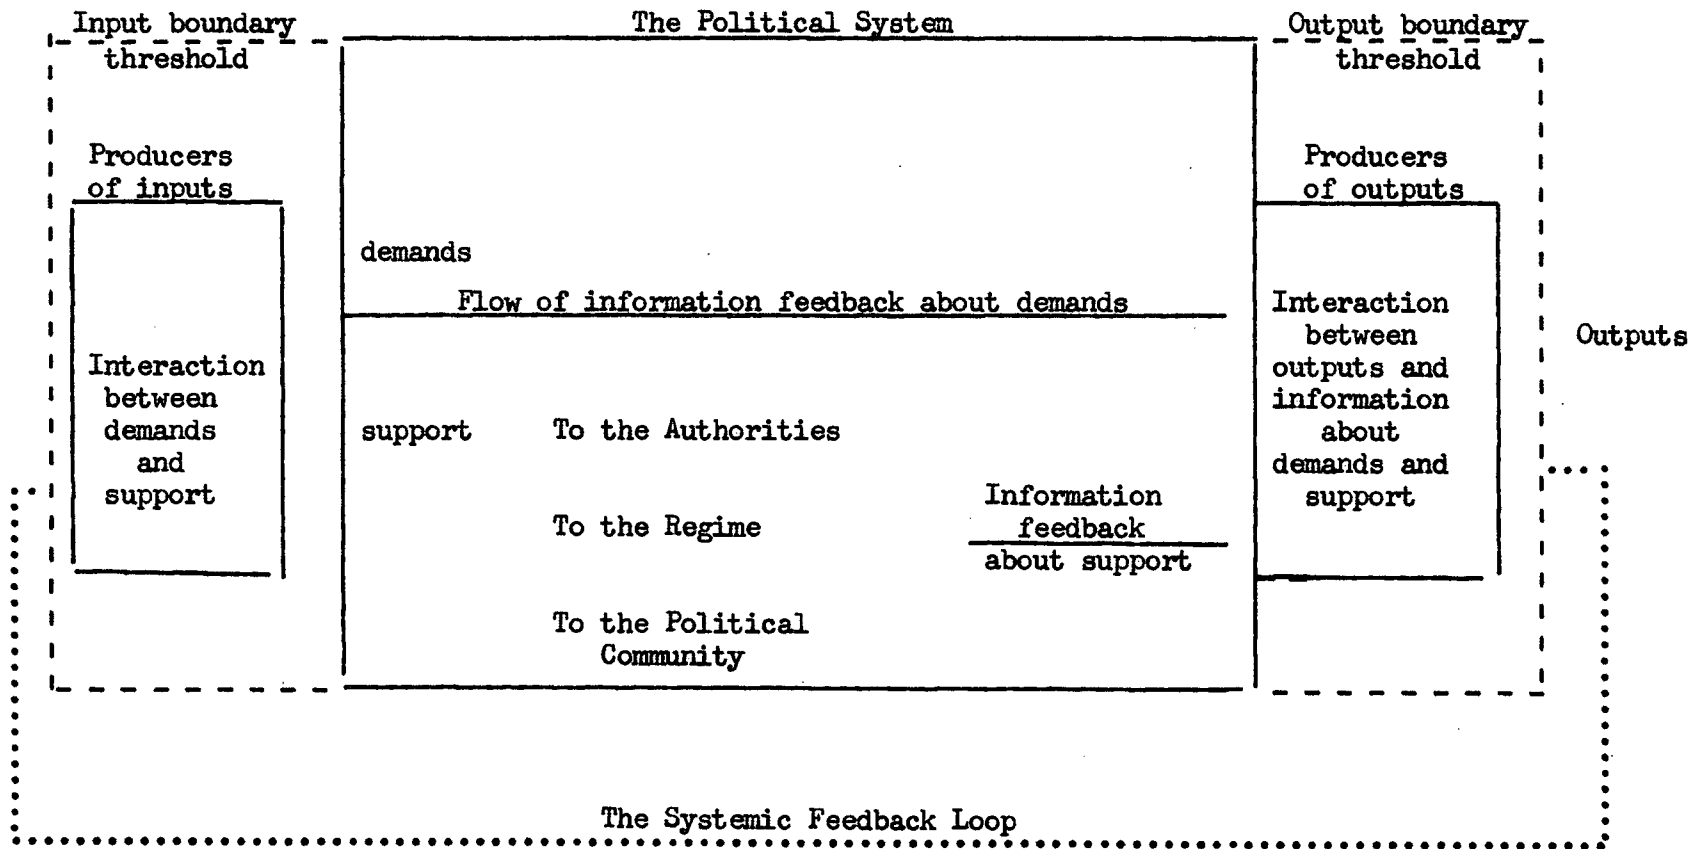 Input boundary
threshold
The Political System
Output boundary
threshold
Producers
of inputs
Producers
of outputs
demands
Flow of information feedback about demands
Interaction
between
demands
and
support
support
To the Authorities
To the Regime
To the Political
Community
Information
feedback
about support
Interaction
between
outputs and
information
about
demands and
support
Outputs
The Systemic Feedback Loop